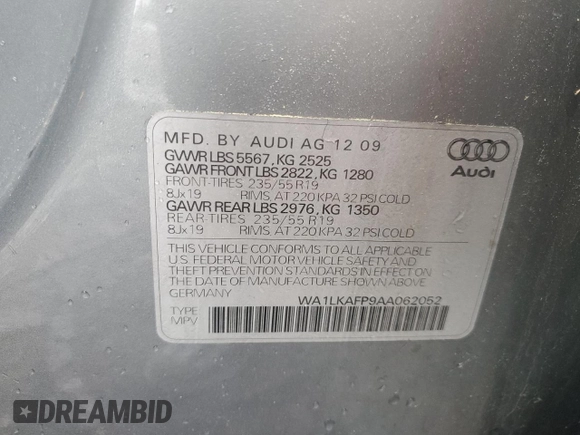 MFD. BY AUDI AG 12 09
GVWR LBS 5567, KG 2525
GAWR FRONT LBS 2822, KG 1280
FRONT-TIRES 235/55 R19
8Jx19 RIMS, AT 220 KPA 32 PSI COLD
GAWR REAR LBS 2976, KG 1350
REAR-TIRES 235/55 R19
8Jx19 RIMS, AT 220 KPA 32 PSI COLD
THIS VEHICLE CONFORMS TO ALL APPLICABLE
U.S. FEDERAL MOTOR VEHICLE SAFETY AND
THEFT PREVENTION STANDARDS IN EFFECT ON
THE DATE OF MANUFACTURE SHOWN ABOVE.
GERMANY WA1LKAFP9AA062052
TYPE
MPV
Audi
DREAMBID